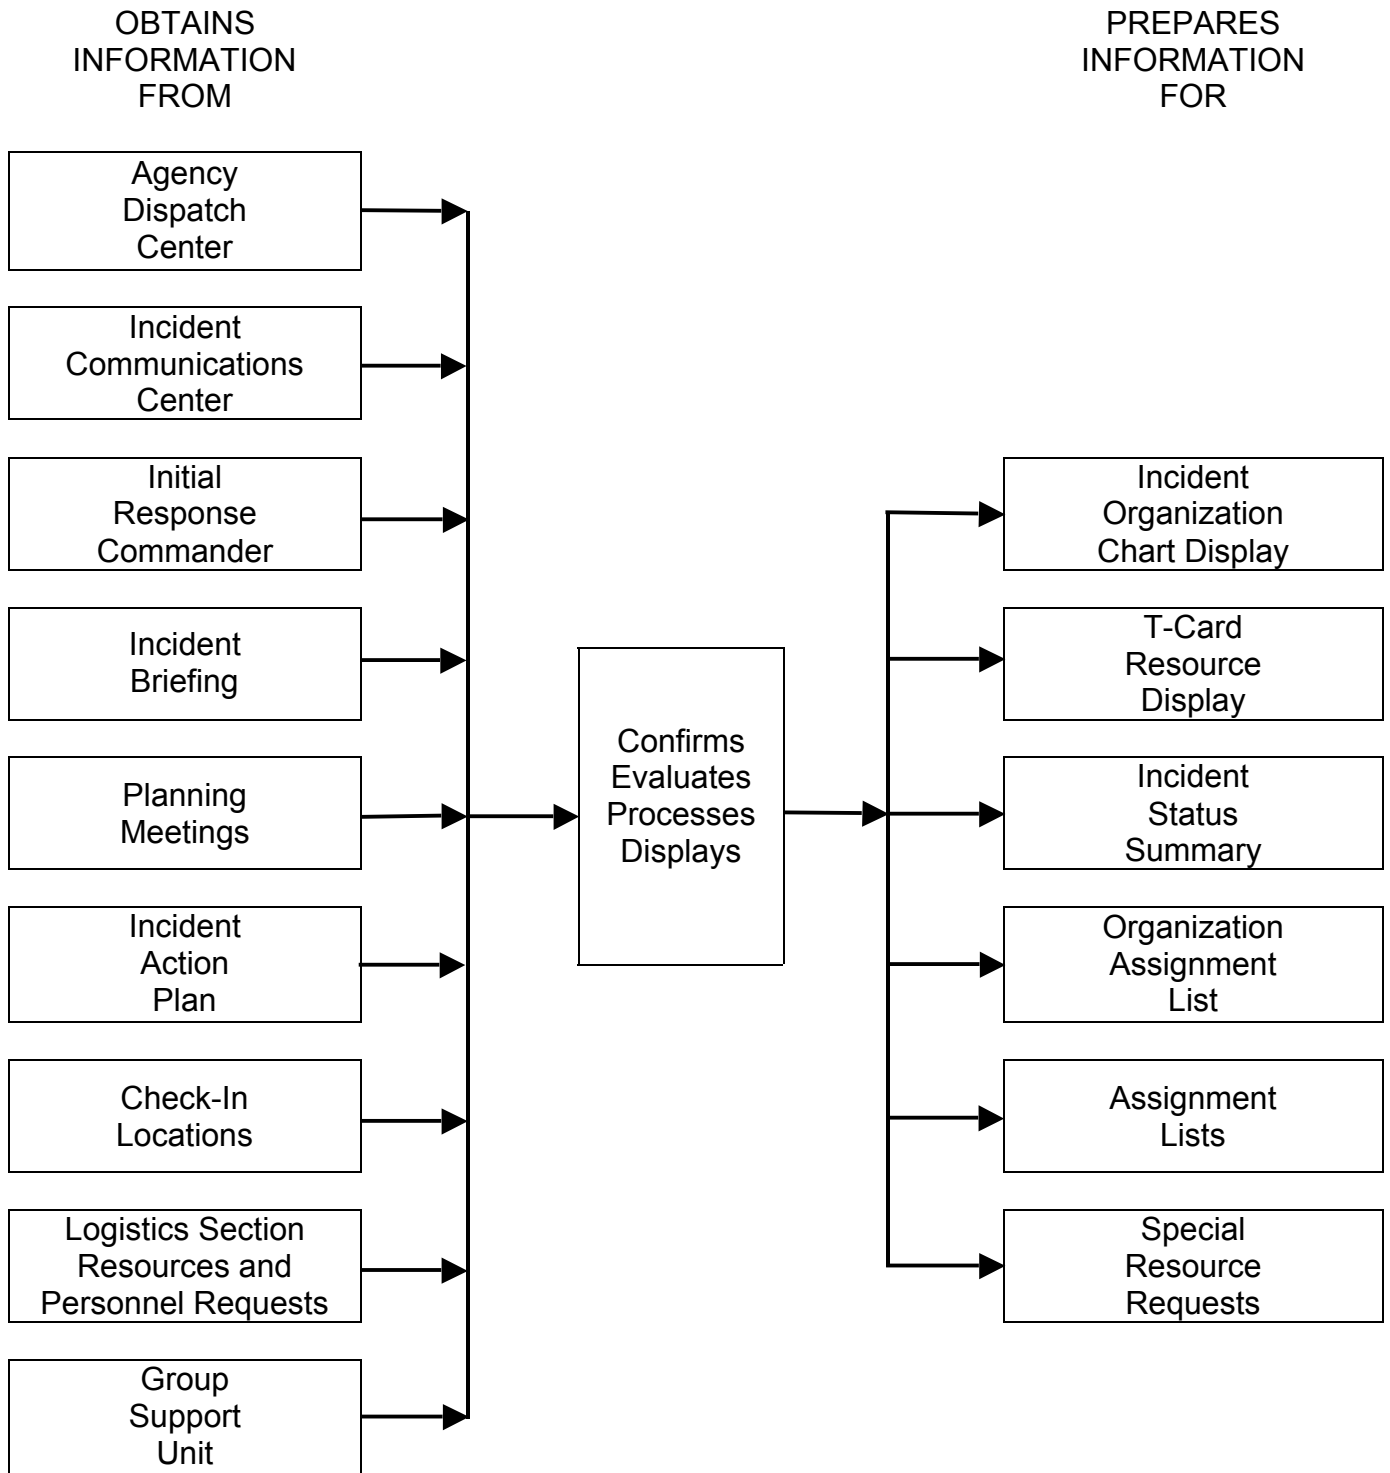 OBTAINS
INFORMATION
FROM
PREPARES
INFORMATION
FOR
Agency
Dispatch
Center
Incident
Communications
Center
Initial
Response
Commander
Incident
Briefing
Planning
Meetings
Incident
Action
Plan
Check-In
Locations
Logistics Section
Resources and
Personnel Requests
Group
Support
Unit
Confirms
Evaluates
Processes
Displays
Incident
Organization
Chart Display
T-Card
Resource
Display
Incident
Status
Summary
Organization
Assignment
List
Assignment
Lists
Special
Resource
Requests